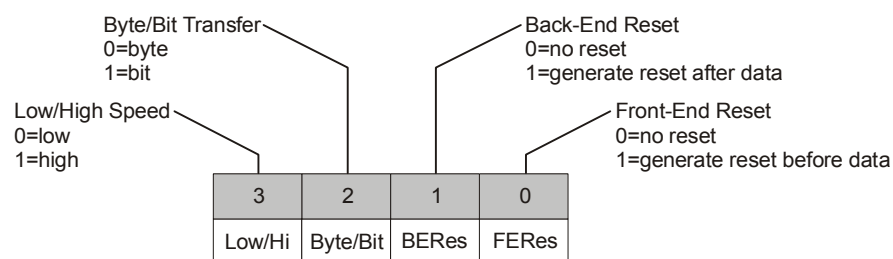 Byte/Bit Transfer
0=byte
1=bit
Back-End Reset
0=no reset
1=generate reset after data
Low/High Speed
0=low
1=high
Front-End Reset
0=no reset
1=generate reset before data
3 2 1 0
Low/Hi Byte/Bit BERes FERes